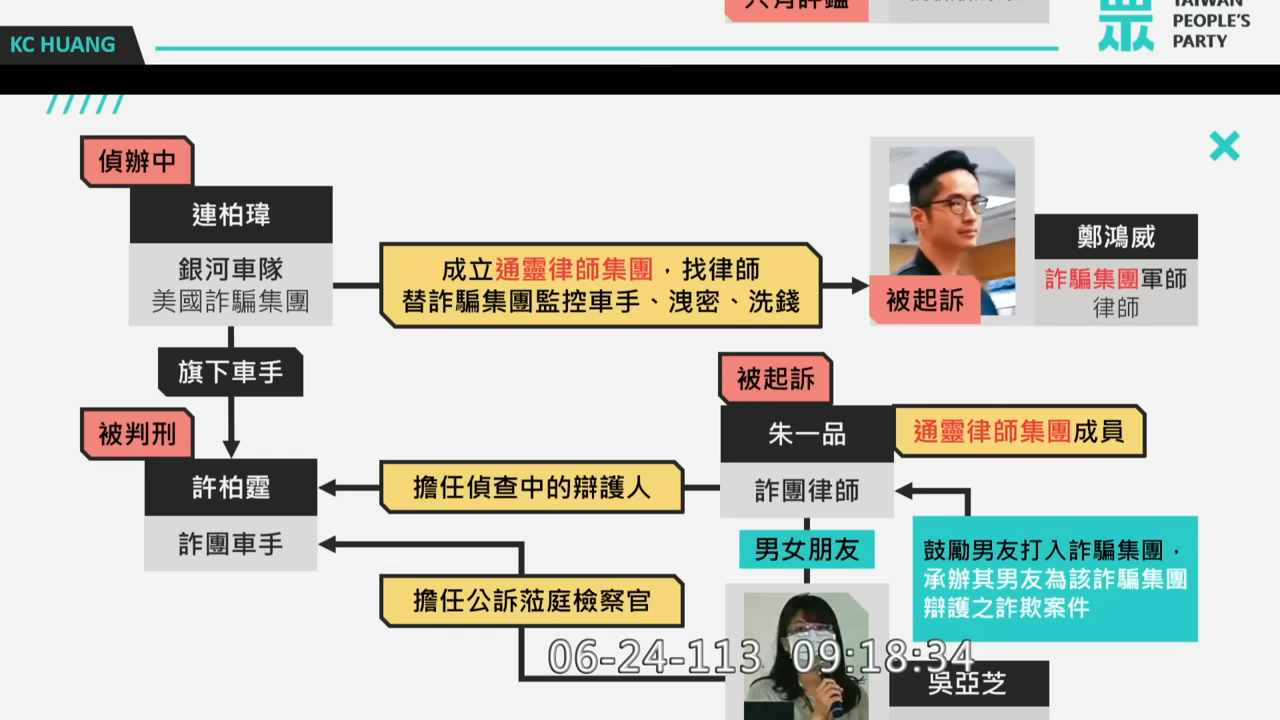 KC HUANG
TAIWAN
PEOPLE'S
PARTY
偵辦中
連柏瑋
銀河車隊
美國詐騙集團
成立通靈律師集團，找律師
替詐騙集團監控車手、洩密、洗錢
被起訴
鄭鴻威
詐騙集團軍師
律師
旗下車手
被判刑
許柏霆
詐團車手
擔任偵查中的辯護人
被起訴
朱一品
詐團律師
通靈律師集團成員
男女朋友
鼓勵男友打入詐騙集團，
承辦其男友為該詐騙集團
辯護之詐欺案件
擔任公訴蒞庭檢察官
吳亞芝
06-24-113 09:18:34